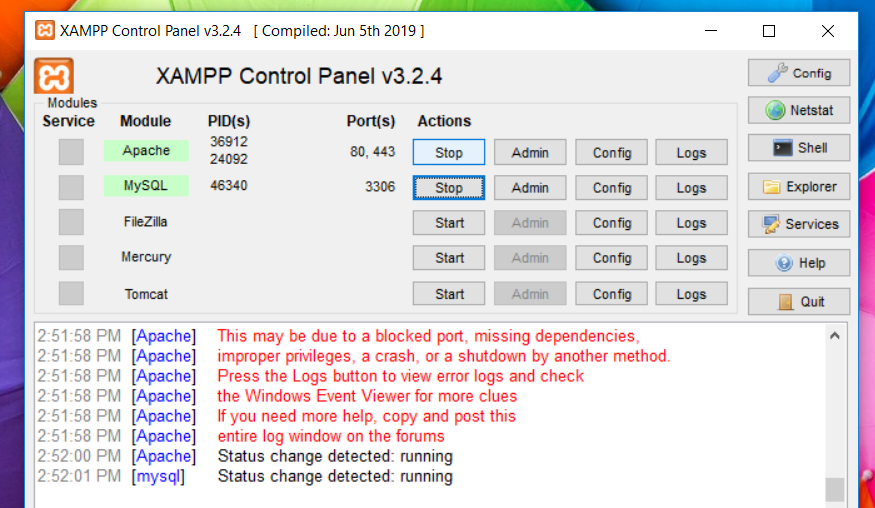 XAMPP Control Panel v3.2.4 [ Compiled: Jun 5th 2019 ]
XAMPP Control Panel v3.2.4
Config
Modules
Service Module PID(s) Port(s) Actions
Netstat
Apache 36912 24092 80, 443 Stop Admin Config Logs
Shell
MySQL 46340 3306 Stop Admin Config Logs
Explorer
FileZilla Start Admin Config Logs
Services
Mercury Start Admin Config Logs
Help
Tomcat Start Admin Config Logs
Quit
2:51:58 PM [Apache] This may be due to a blocked port, missing dependencies,
2:51:58 PM [Apache] improper privileges, a crash, or a shutdown by another method.
2:51:58 PM [Apache] Press the Logs button to view error logs and check
2:51:58 PM [Apache] the Windows Event Viewer for more clues
2:51:58 PM [Apache] If you need more help, copy and post this
2:51:58 PM [Apache] entire log window on the forums
2:52:00 PM [Apache] Status change detected: running
2:52:01 PM [mysql] Status change detected: running